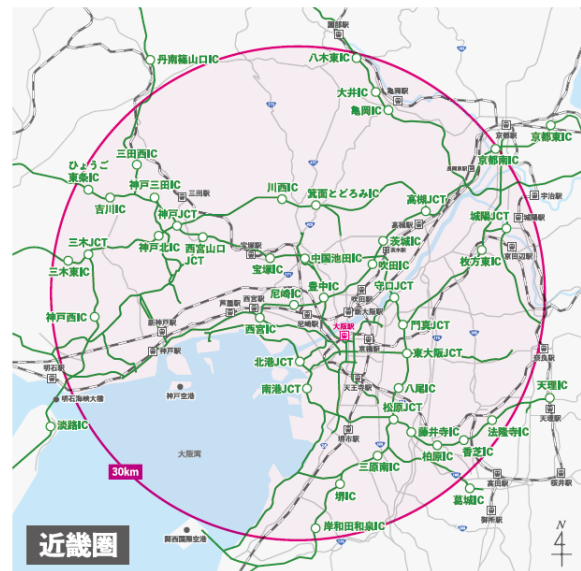 園部駅
八木東IC
丹南篠山口IC
大井IC
亀岡駅
亀岡IC
京都駅
京都東IC
京都南IC
三田西IC
ひょうご
東条IC
神戸三田IC
三田駅
川西IC
箕面とどろみIC
高槻JCT
宇治駅
吉川IC
神戸JCT
高槻駅
城陽JCT
城陽駅
三木JCT
神戸北IC
西宮山口
JCT
宝塚駅
茨城IC
京田辺駅
三木東IC
宝塚IC
中国池田IC
吹田IC
枚方東IC
尼崎IC
豊中IC
守口JCT
吹田駅
新大阪駅
芦屋駅
西宮駅
神戸西IC
新神戸駅
西宮IC
尼崎駅
大阪駅
門真JCT
神戸駅
京橋駅
東大阪JCT
奈良駅
北港JCT
明石駅
神戸空港
南港JCT
天王寺駅
八尾IC
天理IC
明石海峡大橋
松原JCT
天理駅
淡路IC
堺市駅
藤井寺IC
法隆寺IC
大阪湾
柏原IC
香芝IC
三原南IC
30km
高田駅
桜井駅
堺IC
葛城IC
御所駅
岸和田和泉IC
関西国際空港
近畿圏
N
4